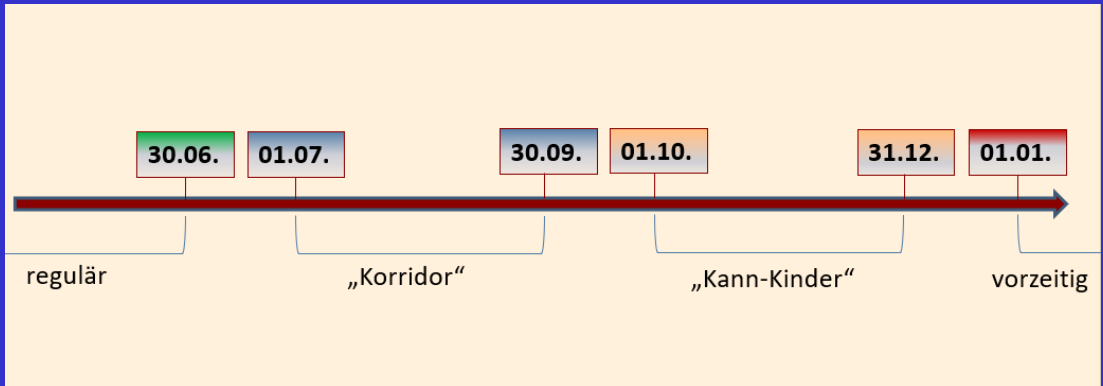 30.06. 01.07. 30.09. 01.10. 31.12. 01.01.
regulär „Korridor“ „Kann-Kinder“ vorzeitig